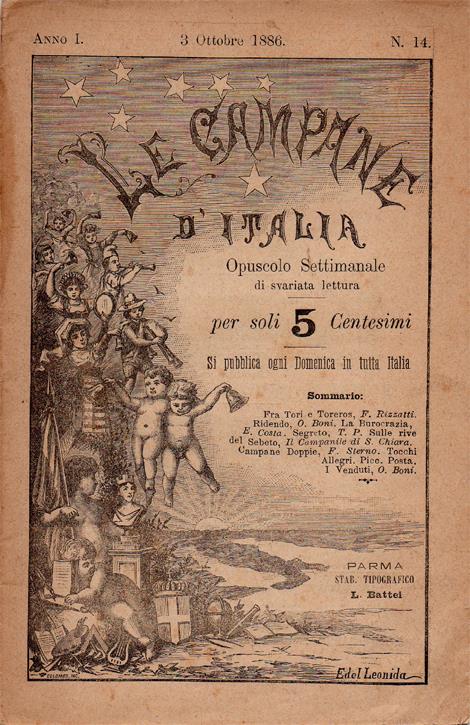 Anno I. 3 Ottobre 1886. N. 14.
Le Campane
d'Italia
Opuscolo Settimanale
di svariata lettura
per soli 5 Centesimi
Si pubblica ogni Domenica in tutta Italia
Sommario:
Fra Tori e Toreros, F. Rizzatti.
Ridendo, O. Boni. La Burocrazia,
E. Costa. Segreto, T. P. Sulle rive
del Sebeto, Il Campanile di S. Chiara.
Campane Doppie, F. Sterno. Tocchi
Allegri. Picc. Posta.
I Venduti, O. Boni.
PARMA
STAB. TIPOGRAFICO
L. Battei
COLOMBO, INC.
Edel Leonida